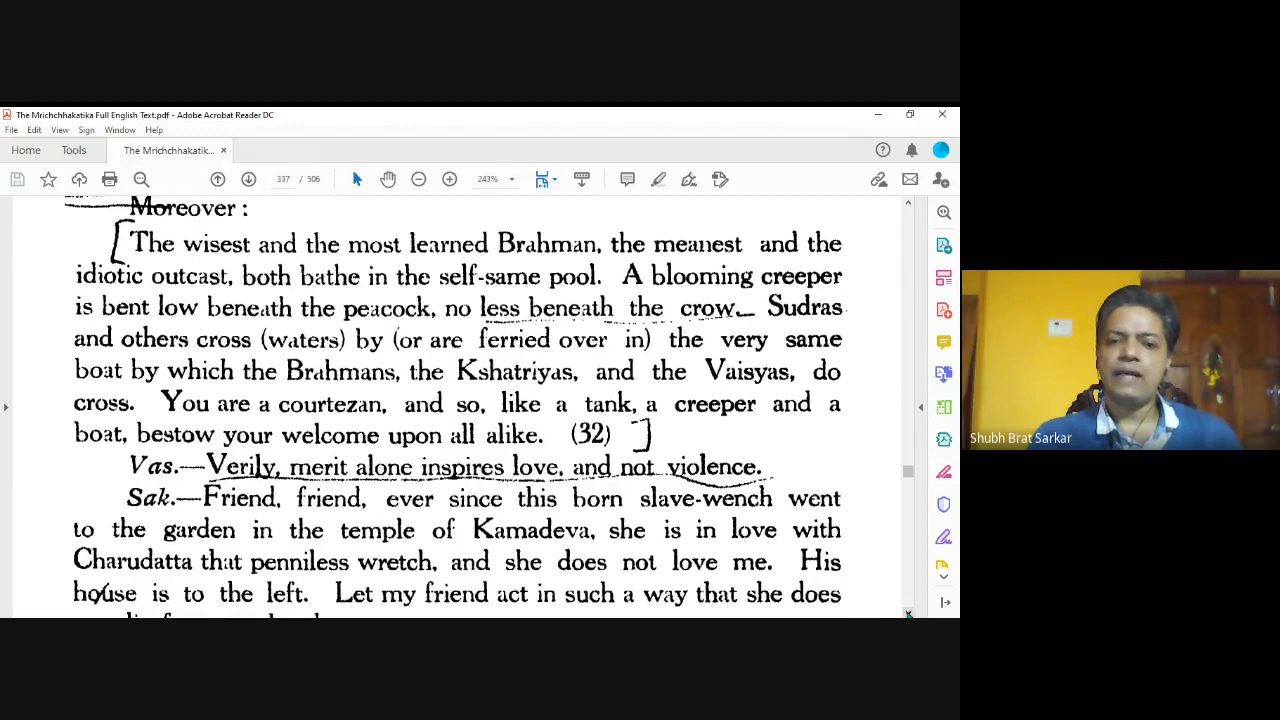 The Mrichchhakatika Full English Text.pdf - Adobe Acrobat Reader DC
File Edit View Sign Window Help
Home Tools The Mrichchhakatik... ×
337 / 506 243%
Moreover :
The wisest and the most learned Brahman, the meanest and the
idiotic outcast, both bathe in the self-same pool. A blooming creeper
is bent low beneath the peacock, no less beneath the crow. Sudras
and others cross (waters) by (or are ferried over in) the very same
boat by which the Brahmans, the Kshatriyas, and the Vaisyas, do
cross. You are a courtezan, and so, like a tank, a creeper and a
boat, bestow your welcome upon all alike. (32)
Vas.—Verily, merit alone inspires love, and not violence.
Sak.—Friend, friend, ever since this born slave-wench went
to the garden in the temple of Kamadeva, she is in love with
Charudatta that penniless wretch, and she does not love me. His
house is to the left. Let my friend act in such a way that she does
Shubh Brat Sarkar